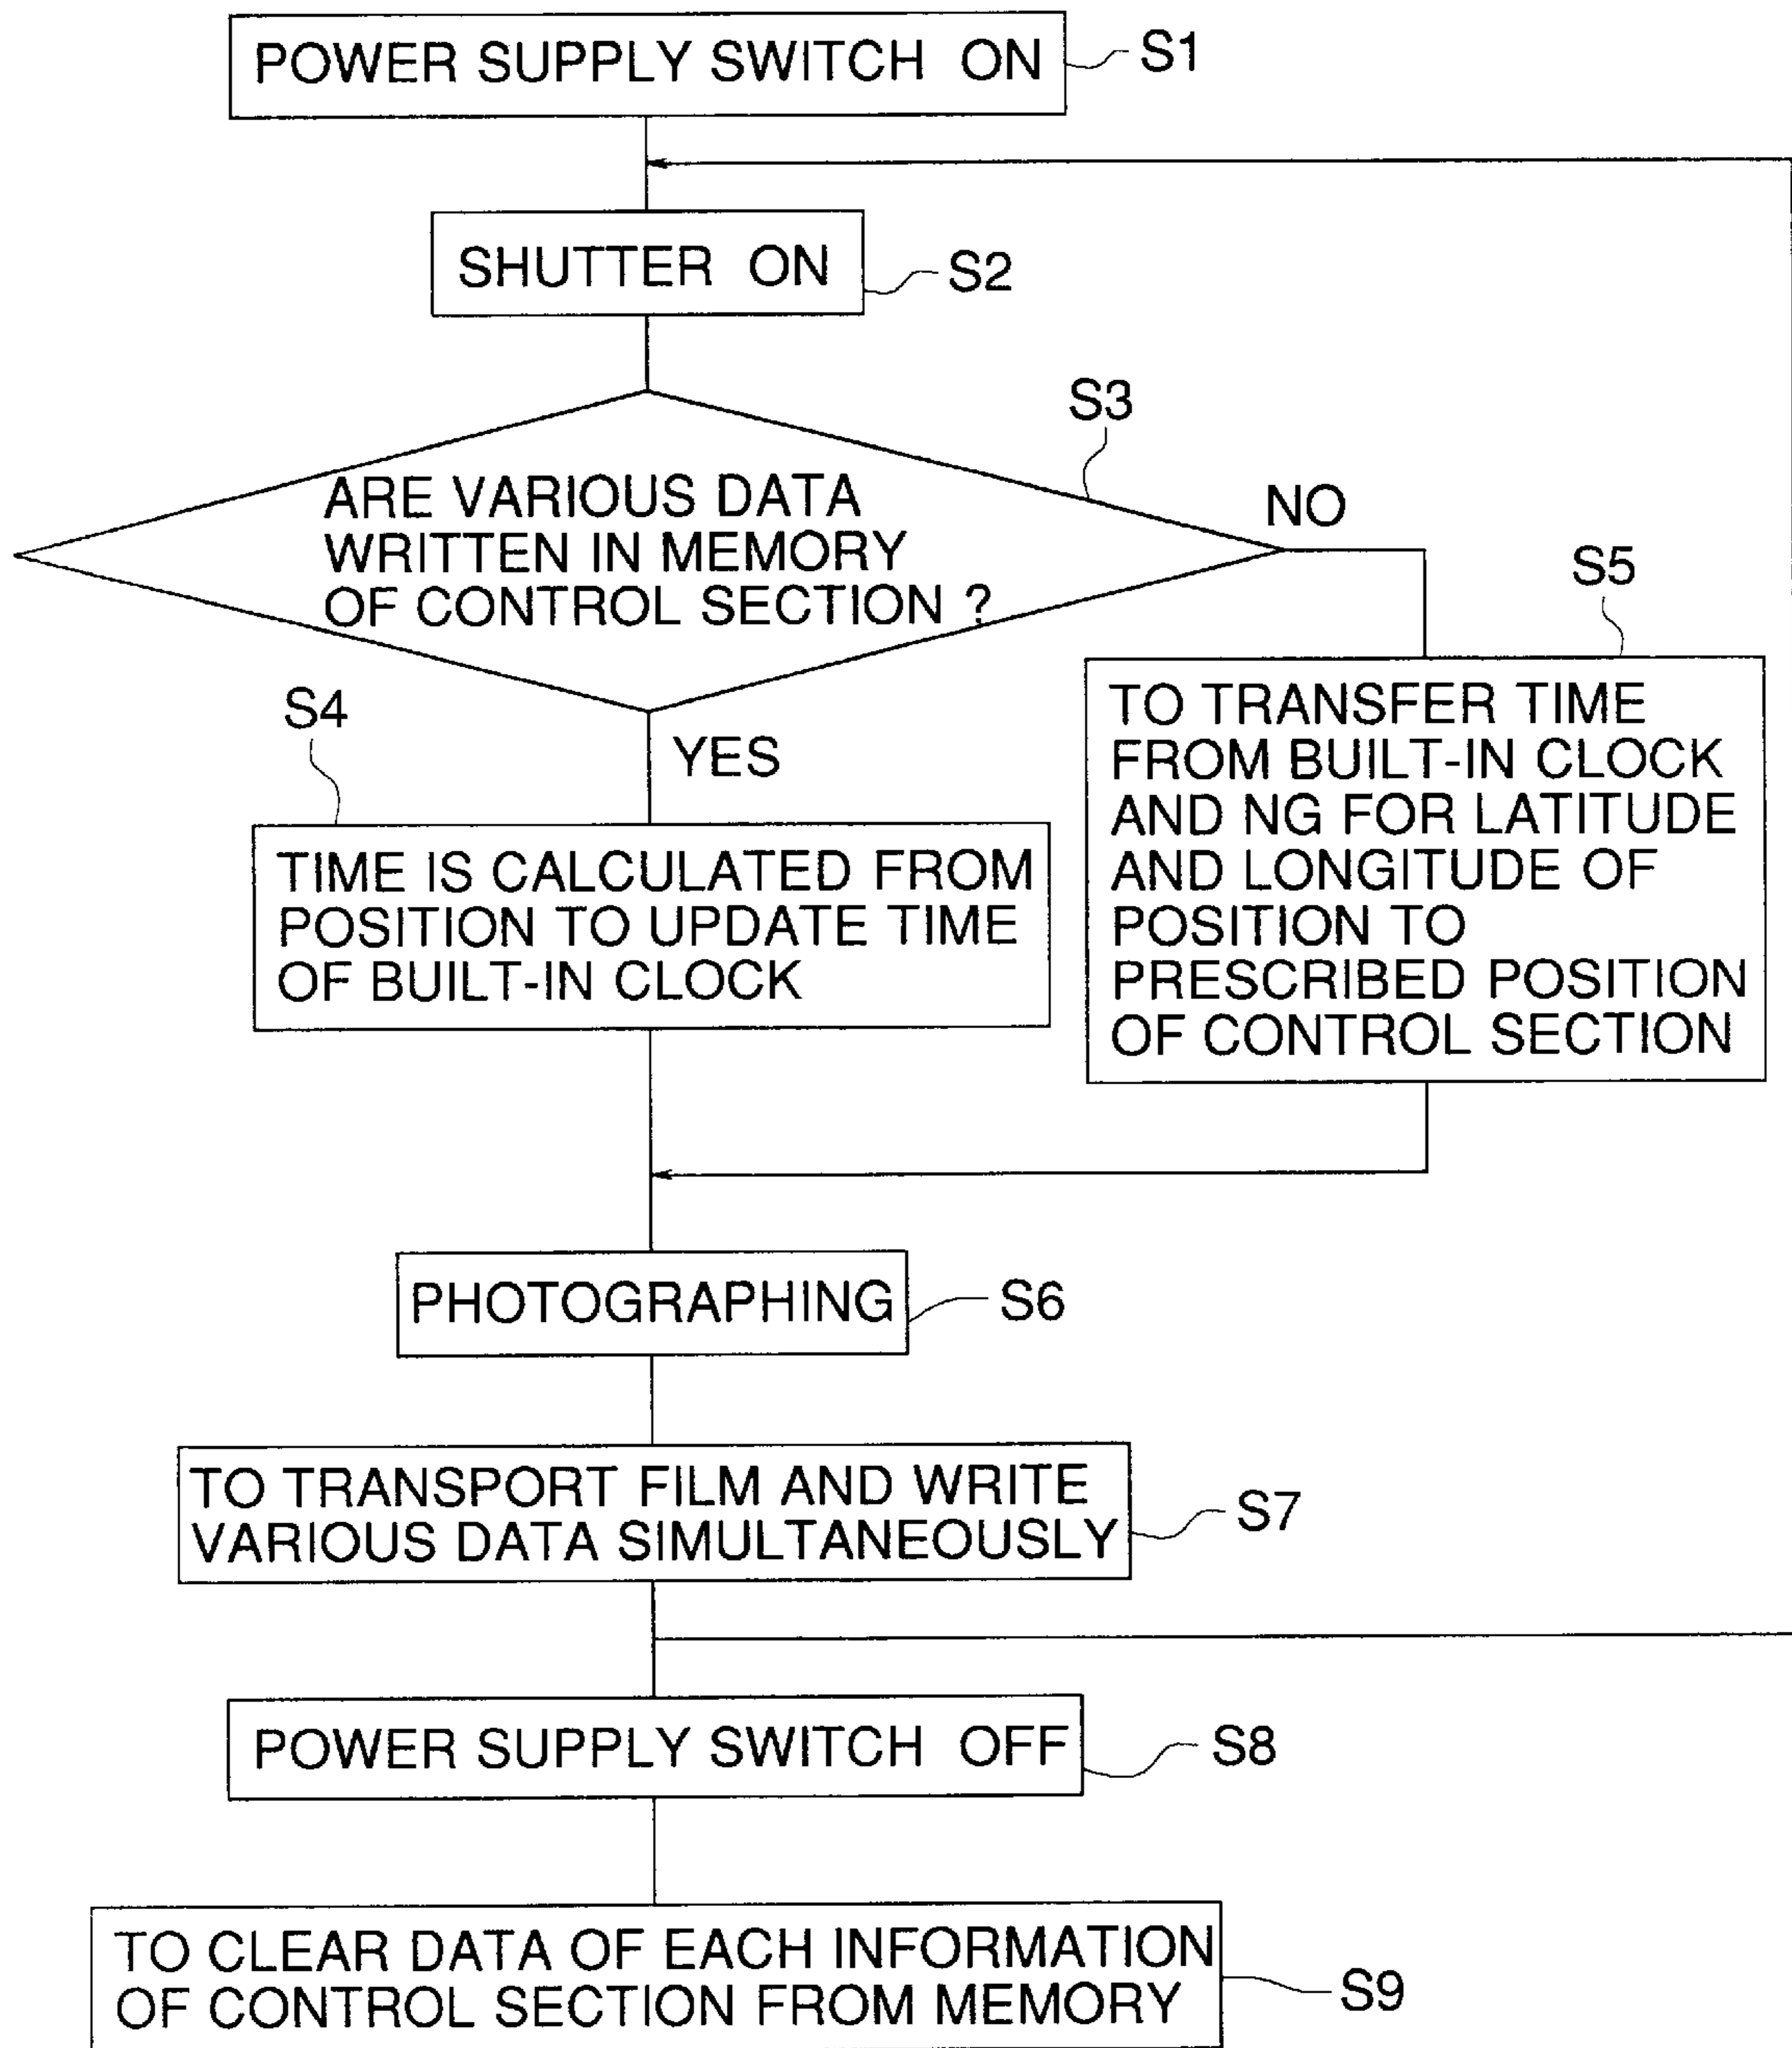 POWER SUPPLY SWITCH ON
S1
SHUTTER ON
S2
S3
ARE VARIOUS DATA
WRITTEN IN MEMORY
OF CONTROL SECTION ?
NO
S5
TO TRANSFER TIME
FROM BUILT-IN CLOCK
AND NG FOR LATITUDE
AND LONGITUDE OF
POSITION TO
PRESCRIBED POSITION
OF CONTROL SECTION
S4
YES
TIME IS CALCULATED FROM
POSITION TO UPDATE TIME
OF BUILT-IN CLOCK
PHOTOGRAPHING
S6
TO TRANSPORT FILM AND WRITE
VARIOUS DATA SIMULTANEOUSLY
S7
POWER SUPPLY SWITCH OFF
S8
TO CLEAR DATA OF EACH INFORMATION
OF CONTROL SECTION FROM MEMORY
S9